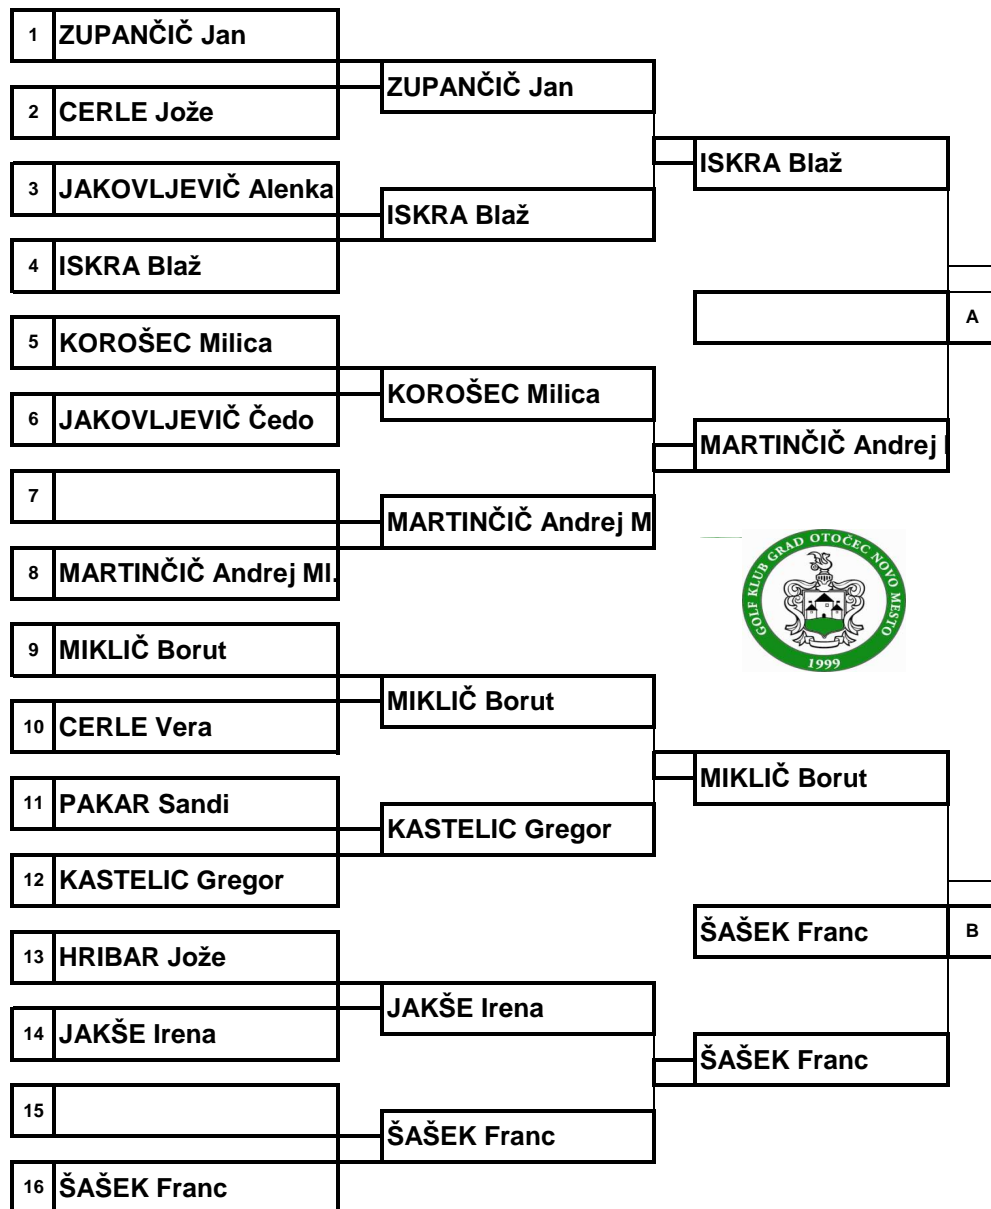 1 ZUPANČIČ Jan
2 CERLE Jože
3 JAKOVLJEVIČ Alenka
4 ISKRA Blaž
5 KOROŠEC Milica
6 JAKOVLJEVIČ Čedo
7
8 MARTINČIČ Andrej Ml.
9 MIKLIČ Borut
10 CERLE Vera
11 PAKAR Sandi
12 KASTELIC Gregor
13 HRIBAR Jože
14 JAKŠE Irena
15
16 ŠAŠEK Franc
ZUPANČIČ Jan
ISKRA Blaž
KOROŠEC Milica
MARTINČIČ Andrej M
MIKLIČ Borut
KASTELIC Gregor
JAKŠE Irena
ŠAŠEK Franc
ISKRA Blaž
A
MARTINČIČ Andrej
GOLF KLUB GRAD OTOČEC NOVO MESTO
1999
MIKLIČ Borut
ŠAŠEK Franc B
ŠAŠEK Franc